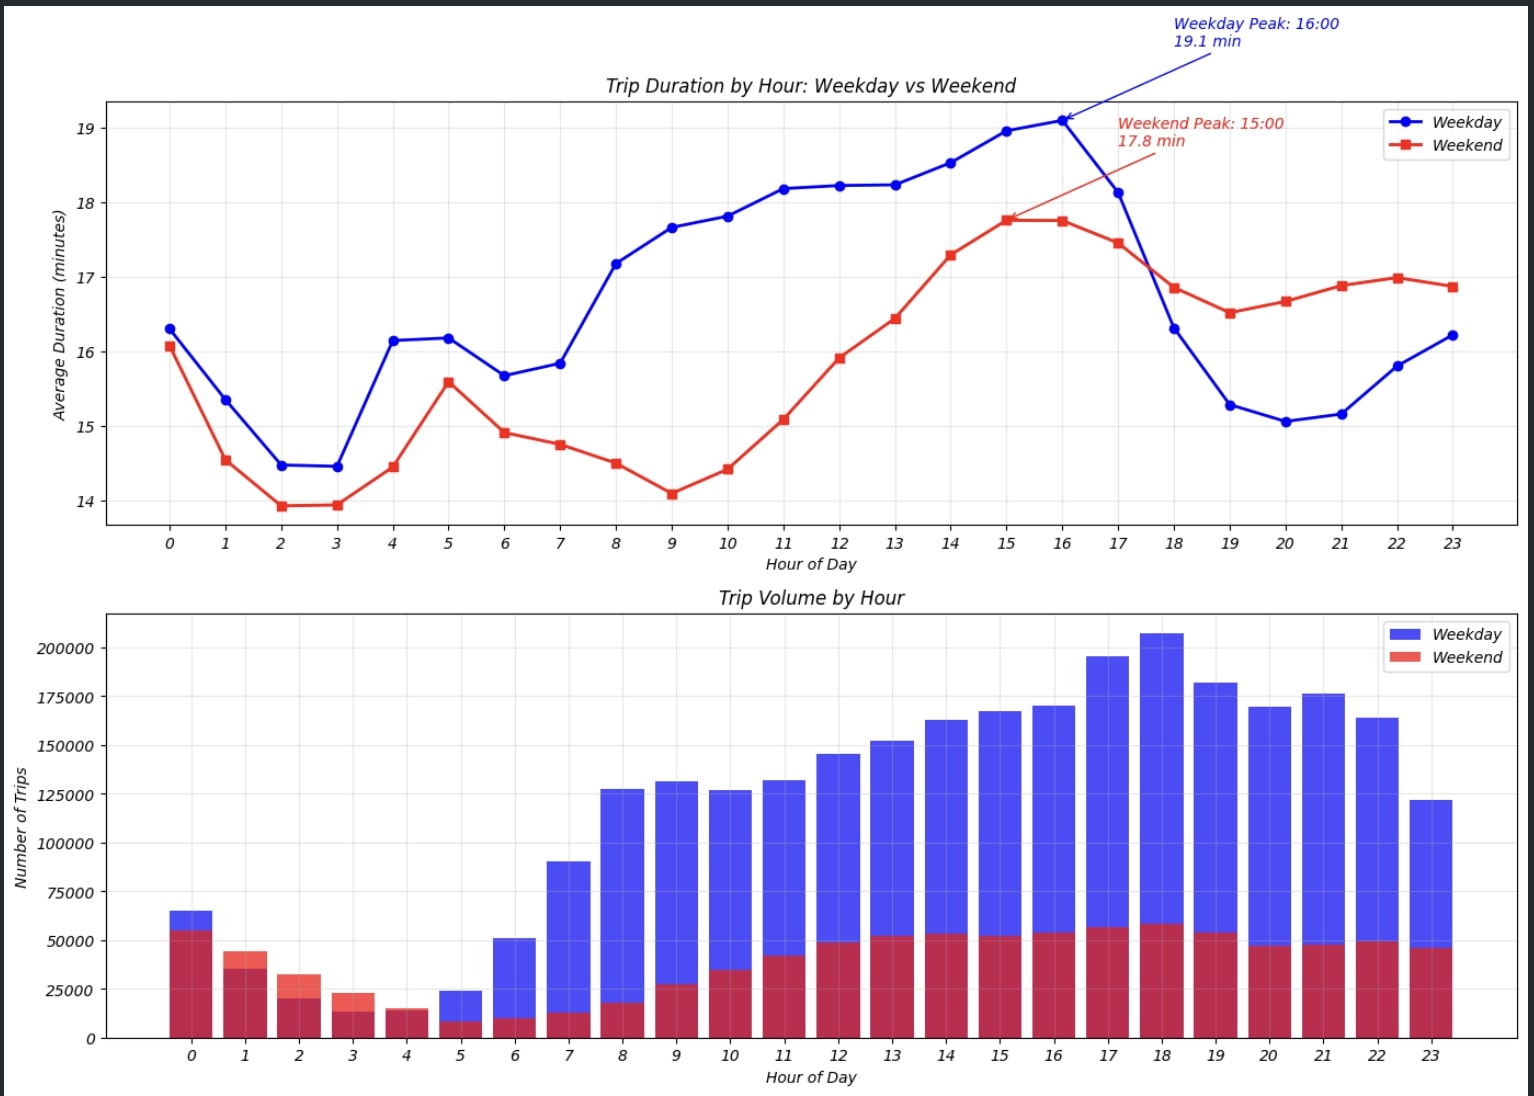 Weekday Peak: 16:00
19.1 min
Trip Duration by Hour: Weekday vs Weekend
Weekend Peak: 15:00
17.8 min
Weekday
Weekend
19
18
17
16
15
14
Average Duration (minutes)
0 1 2 3 4 5 6 7 8 9 10 11 12 13 14 15 16 17 18 19 20 21 22 23
Hour of Day
Trip Volume by Hour
Weekday
Weekend
200000
175000
150000
125000
100000
75000
50000
25000
0
Number of Trips
0 1 2 3 4 5 6 7 8 9 10 11 12 13 14 15 16 17 18 19 20 21 22 23
Hour of Day